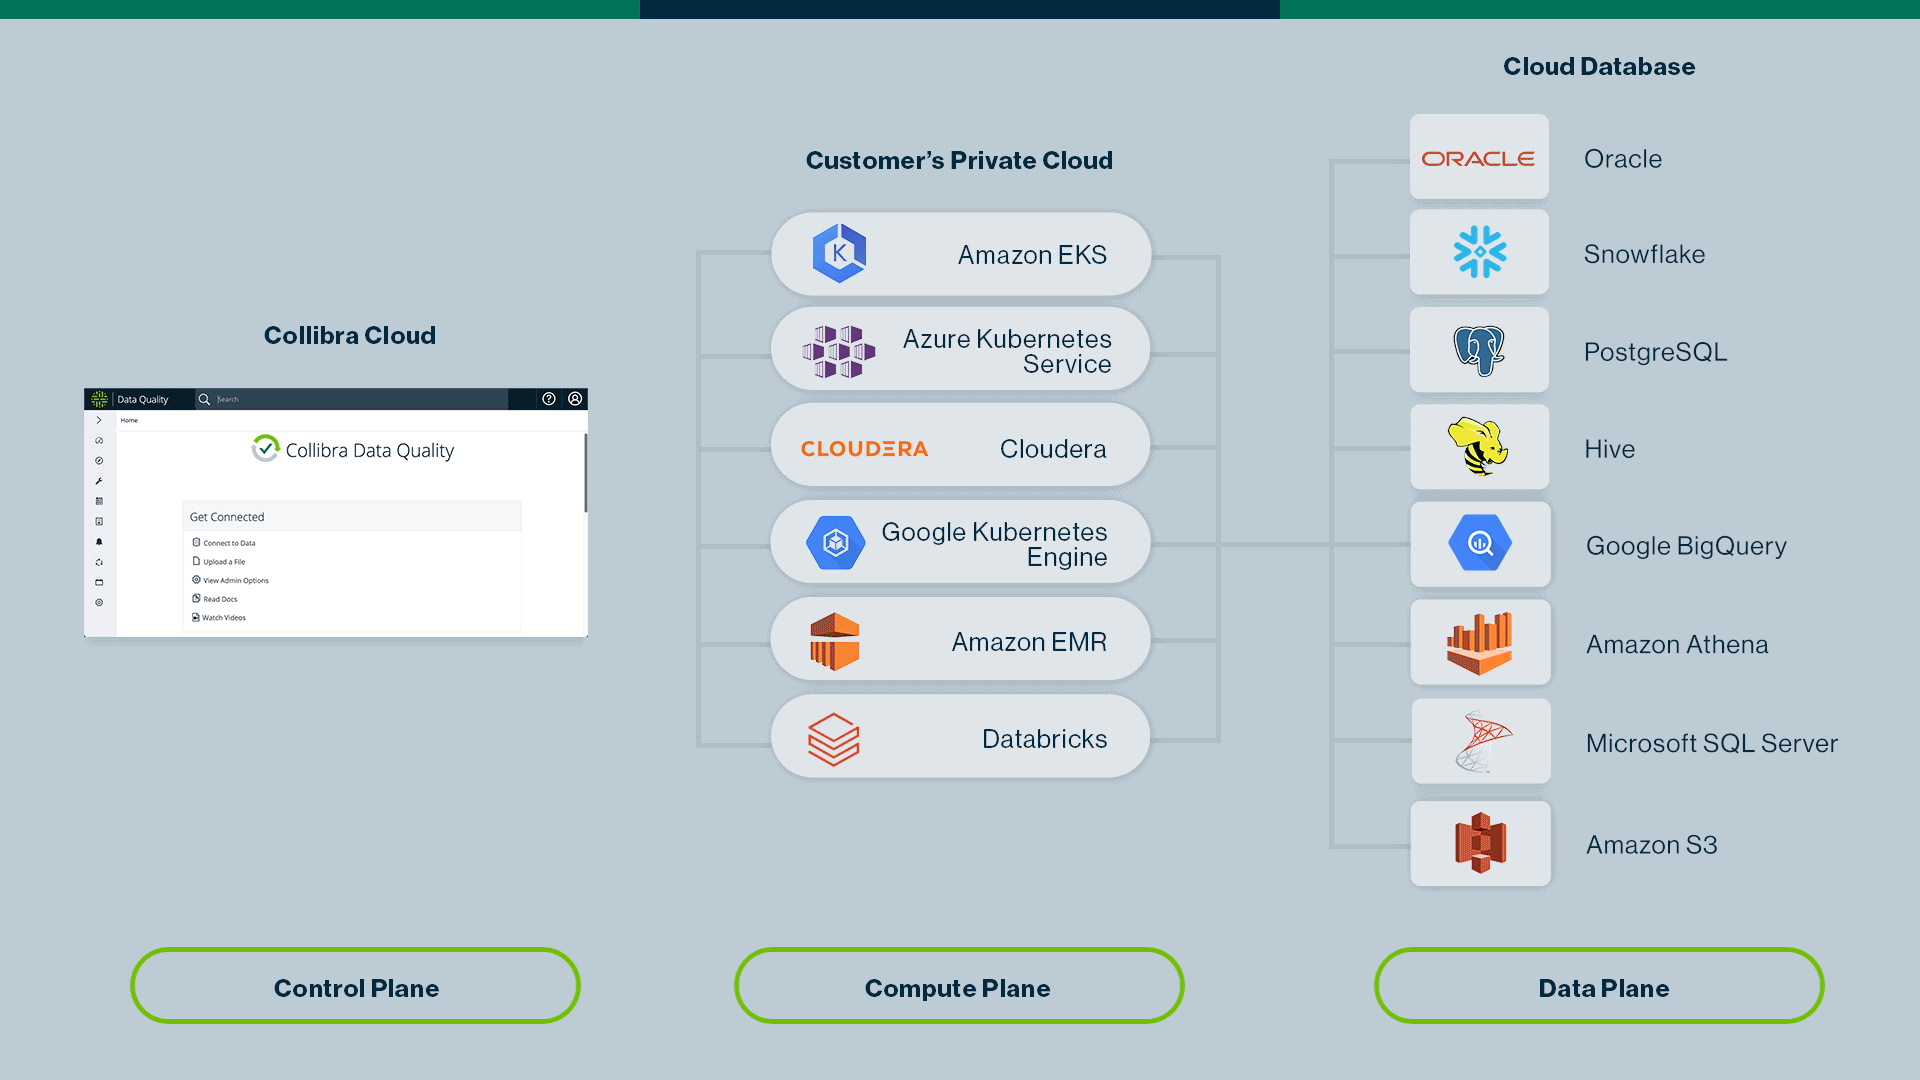 Collibra Cloud
Data Quality
Search
Home
Collibra Data Quality
Get Connected
Connect to Data
Upload a File
View Admin Options
Read Docs
Watch Videos
Control Plane
Customer’s Private Cloud
K
Amazon EKS
Azure Kubernetes
Service
CLOUDERA
Cloudera
Google Kubernetes
Engine
Amazon EMR
Databricks
Compute Plane
Cloud Database
ORACLE
Oracle
Snowflake
PostgreSQL
Hive
Google BigQuery
Amazon Athena
Microsoft SQL Server
Amazon S3
Data Plane